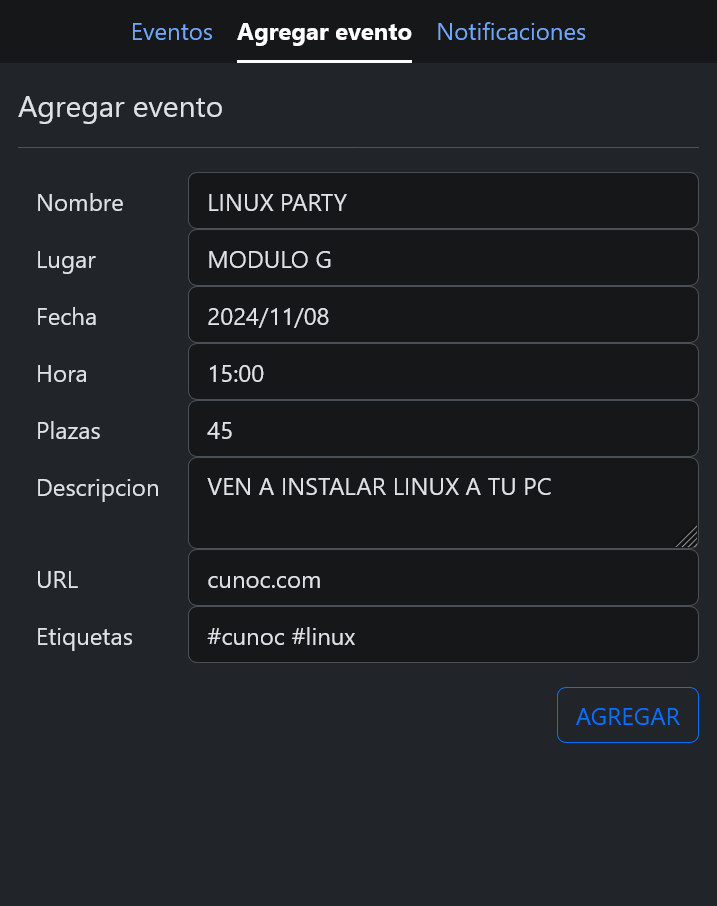 Eventos Agregar evento Notificaciones
Agregar evento
Nombre LINUX PARTY
Lugar MODULO G
Fecha 2024/11/08
Hora 15:00
Plazas 45
Descripcion VEN A INSTALAR LINUX A TU PC
URL cunoc.com
Etiquetas #cunoc #linux
AGREGAR